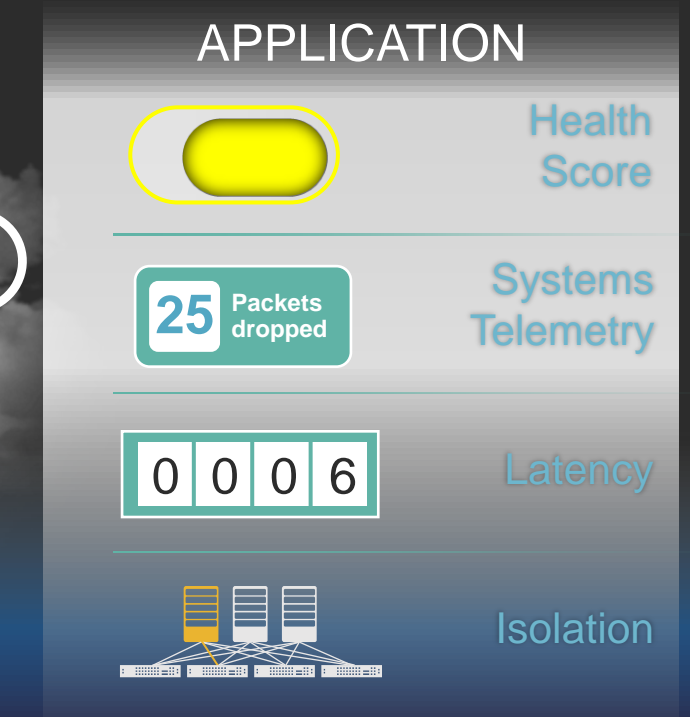 APPLICATION
Health
Score
25 Packets
dropped
Systems
Telemetry
0 0 0 6
Latency
Isolation